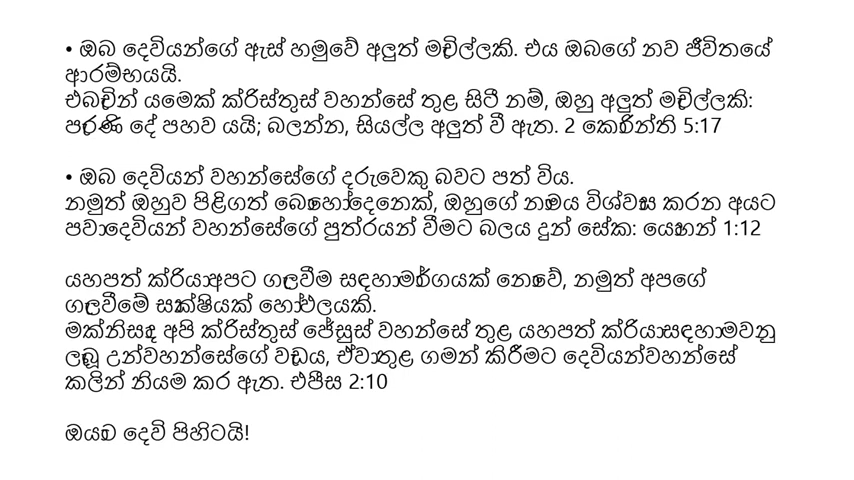 • ඔබ දෙවියන්ගේ ඇස් හමුවේ අලුත් මැවිල්ලකි. එය ඔබගේ නව ජීවිතයේ
ආරම්භයයි.
එබැවින් යමෙක් ක්රිස්තුස් වහන්සේ තුළ සිටී නම්, ඔහු අලුත් මැවිල්ලකි:
පැරණි දේ පහව යයි; බලන්න, සියල්ල අලුත් වී ඇත. 2 කොරින්ති 5:17
• ඔබ දෙවියන් වහන්සේගේ දරුවෙකු බවට පත් විය.
නමුත් ඔහුව පිළිගත් බොහෝ දෙනෙක්, ඔහුගේ නාමය විශ්වාස කරන අයට
පවා දෙවියන් වහන්සේගේ පුත්රයන් වීමට බලය දුන් සේක: යොහන් 1:12
යහපත් ක්රියා අපට ගැලවීම සඳහා මාර්ගයක් නොවේ, නමුත් අපගේ
ගැලවීමේ සාක්ෂියක් හෝ ඵලයකි.
මක්නිසාද අපි ක්රිස්තුස් ජේසුස් වහන්සේ තුළ යහපත් ක්රියා සඳහා මවනු
ලැබූ උන්වහන්සේගේ වැඩය, ඒවා තුළ ගමන් කිරීමට දෙවියන්වහන්සේ
කලින් නියම කර ඇත. එපීස 2:10
ඔයාට දෙවි පිහිටයි!